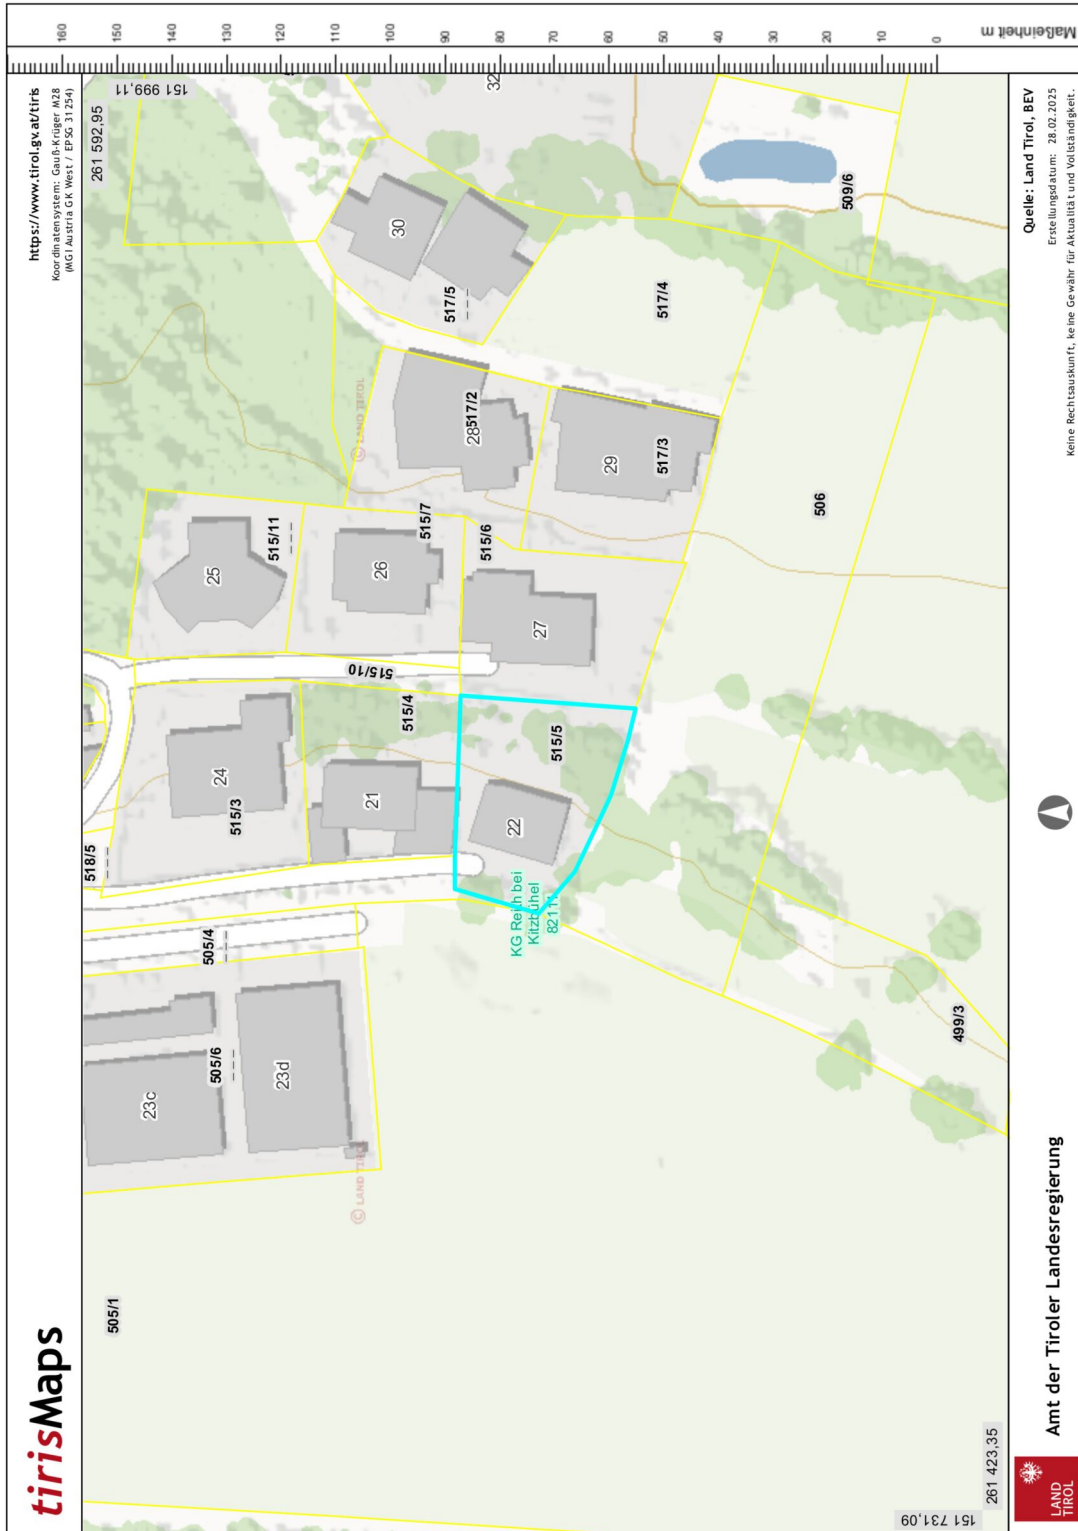 tirisMaps
https://www.tirol.gv.at/tiris
Koordinatensystem: Gauß-Krüger M28
(MGI Austria GK West / EPSG 31254)
261 592,95
151 999,11
505/1
518/5
505/4
505/6
23c
23d
515/3
24
25
515/11
© LAND TIROL
© LAND TIROL
515/10
21
515/4
26
515/7
30
517/5
28
517/2
515/6
32
22
515/5
27
KG Reith bei
Kitzbühel
82111
29
517/3
517/4
509/6
506
499/3
261 423,35
151 731,09
Maßeinheit m
0
10
20
30
40
50
60
70
80
90
100
110
120
130
140
150
160
LAND
TIROL
Amt der Tiroler Landesregierung
Quelle: Land Tirol, BEV
Erstellungsdatum: 28.02.2025
Keine Rechtsauskunft, keine Gewähr für Aktualität und Vollständigkeit.